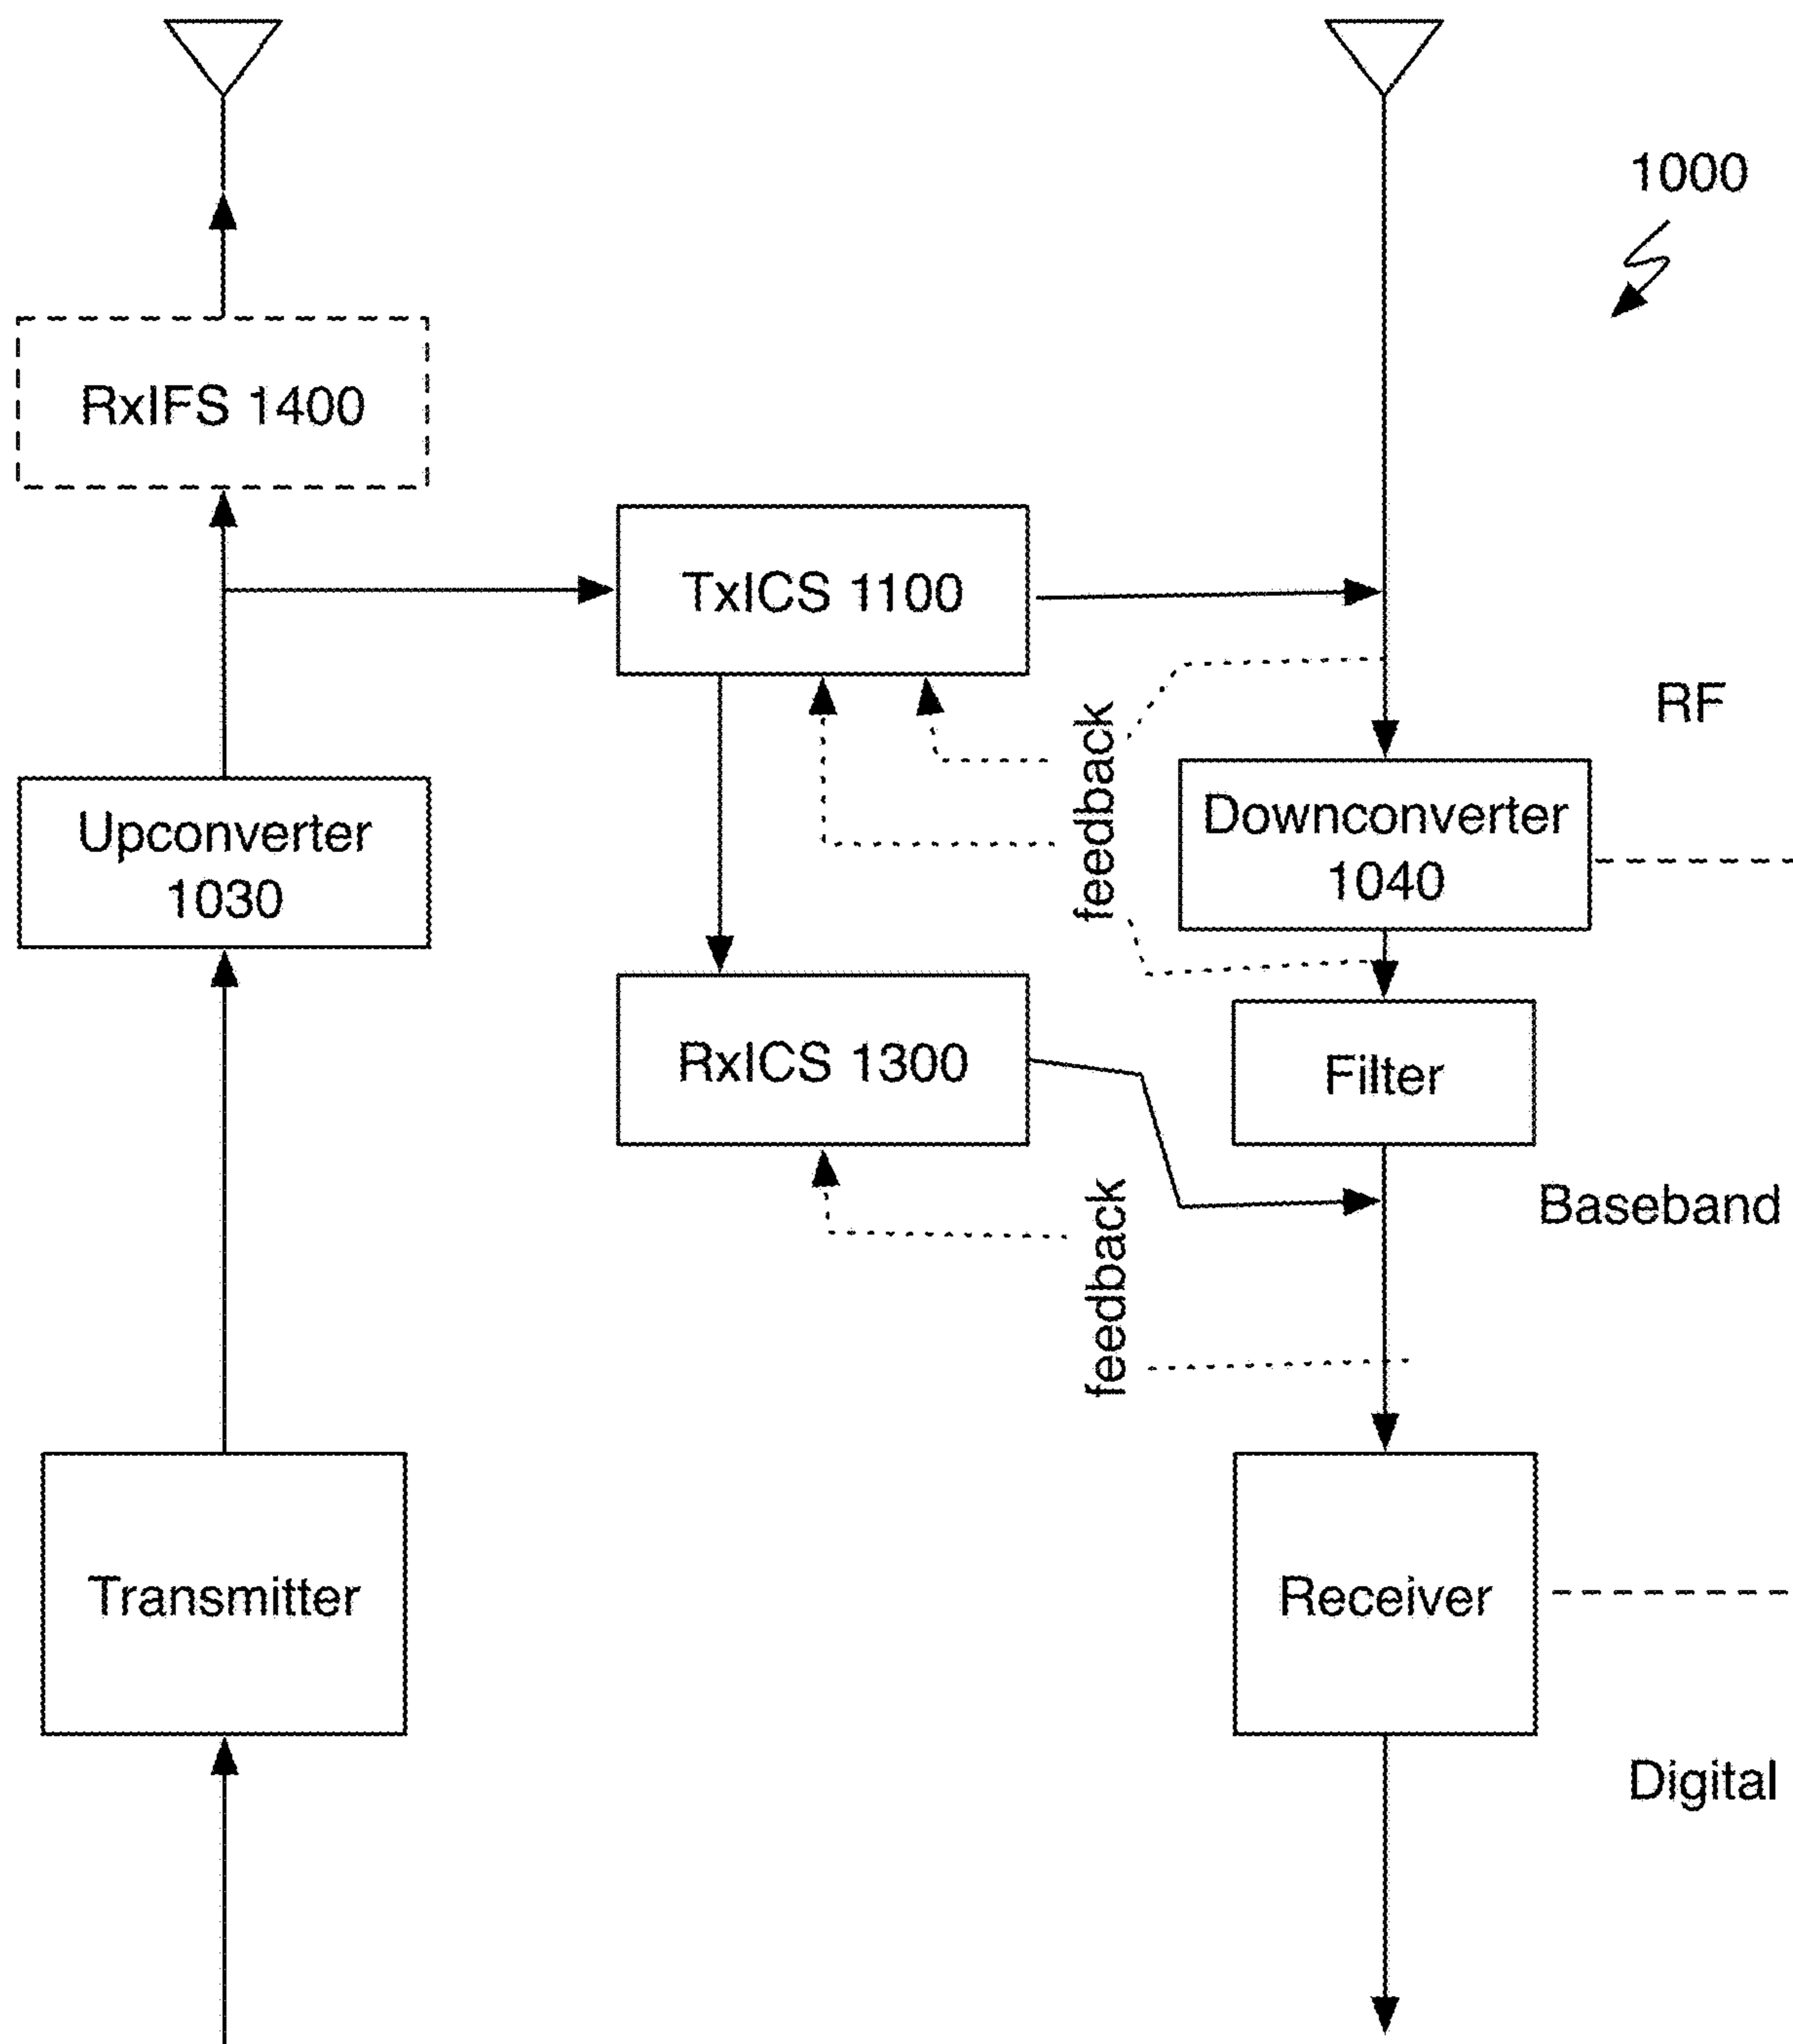 1000
RxIFS 1400
TxICS 1100
RF
feedback
Upconverter
1030
Downconverter
1040
RxICS 1300
Filter
Baseband
feedback
Transmitter
Receiver
Digital